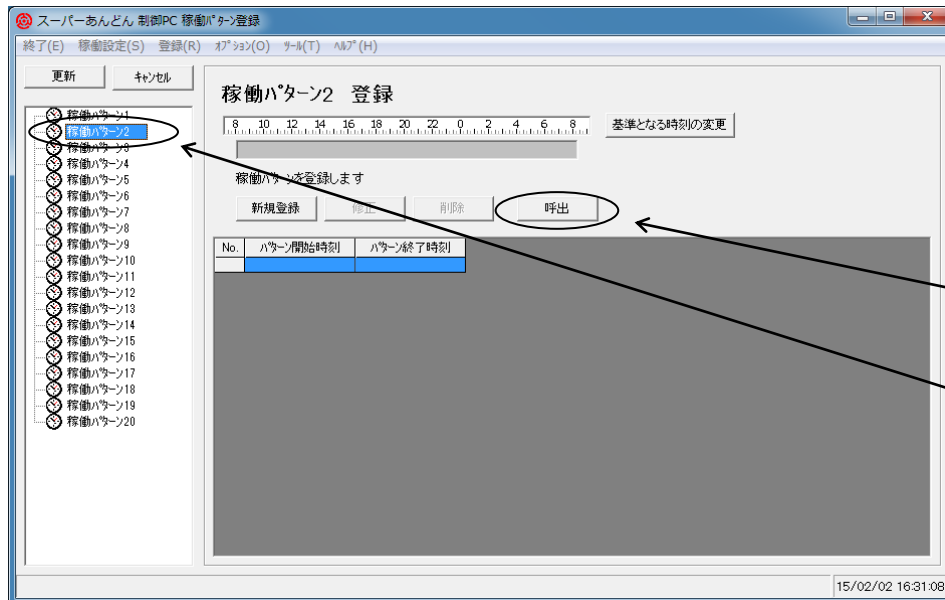 スーパーあんどん 制御PC 稼働ﾊﾟﾀｰﾝ登録
終了(E) 稼働設定(S) 登録(R) ｵﾌﾟｼｮﾝ(O) ﾂｰﾙ(T) ﾍﾙﾌﾟ(H)
更新 ｷｬﾝｾﾙ
稼働ﾊﾟﾀｰﾝ1
稼働ﾊﾟﾀｰﾝ2
稼働ﾊﾟﾀｰﾝ3
稼働ﾊﾟﾀｰﾝ4
稼働ﾊﾟﾀｰﾝ5
稼働ﾊﾟﾀｰﾝ6
稼働ﾊﾟﾀｰﾝ7
稼働ﾊﾟﾀｰﾝ8
稼働ﾊﾟﾀｰﾝ9
稼働ﾊﾟﾀｰﾝ10
稼働ﾊﾟﾀｰﾝ11
稼働ﾊﾟﾀｰﾝ12
稼働ﾊﾟﾀｰﾝ13
稼働ﾊﾟﾀｰﾝ14
稼働ﾊﾟﾀｰﾝ15
稼働ﾊﾟﾀｰﾝ16
稼働ﾊﾟﾀｰﾝ17
稼働ﾊﾟﾀｰﾝ18
稼働ﾊﾟﾀｰﾝ19
稼働ﾊﾟﾀｰﾝ20
稼働ﾊﾟﾀｰﾝ2 登録
8 10 12 14 16 18 20 22 0 2 4 6 8
基準となる時刻の変更
稼働ﾊﾟﾀｰﾝを登録します
新規登録 修正 削除 呼出
No. ﾊﾟﾀｰﾝ開始時刻 ﾊﾟﾀｰﾝ終了時刻
15/02/02 16:31:08